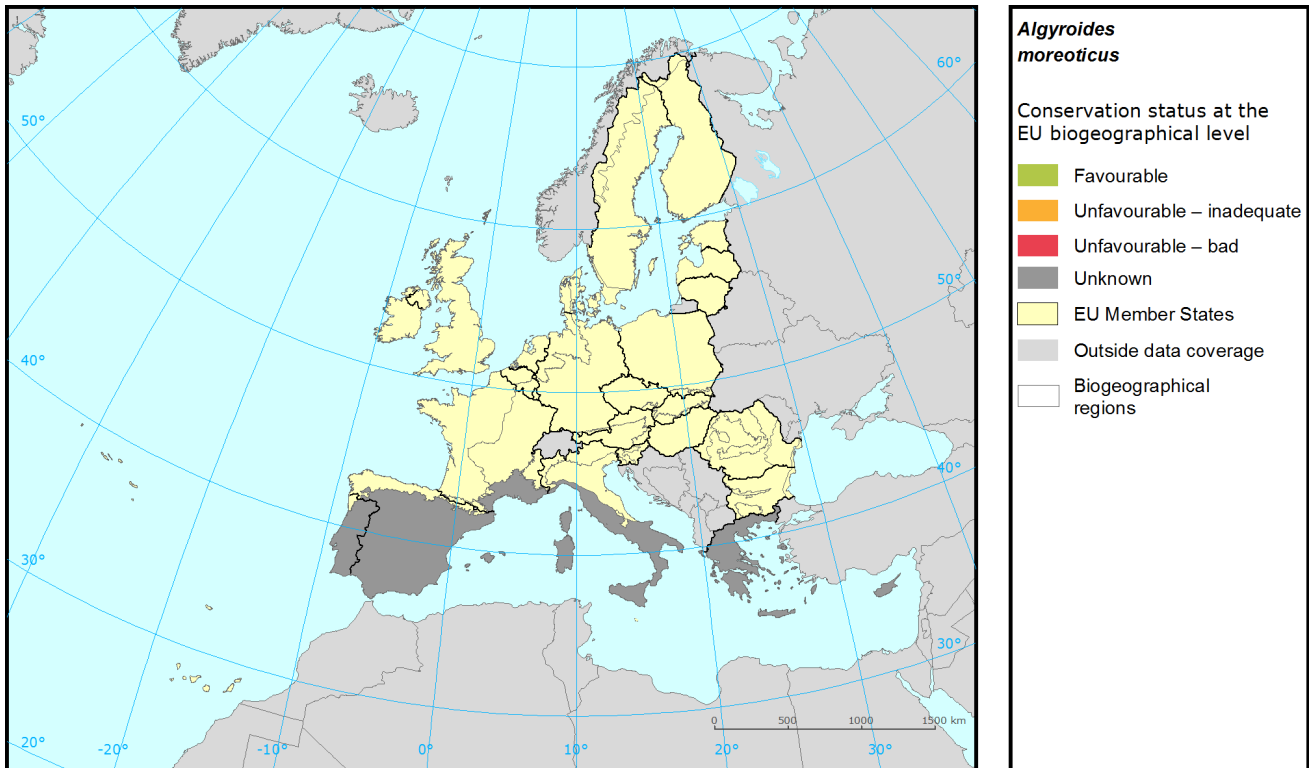 Algyroides
moreoticus
Conservation status at the
EU biogeographical level
Favourable
Unfavourable – inadequate
Unfavourable – bad
Unknown
EU Member States
Outside data coverage
Biogeographical
regions
60°
50°
50°
40°
40°
30°
30°
20°
-20°
-10°
0°
10°
20°
30°
0 500 1000 1500 km